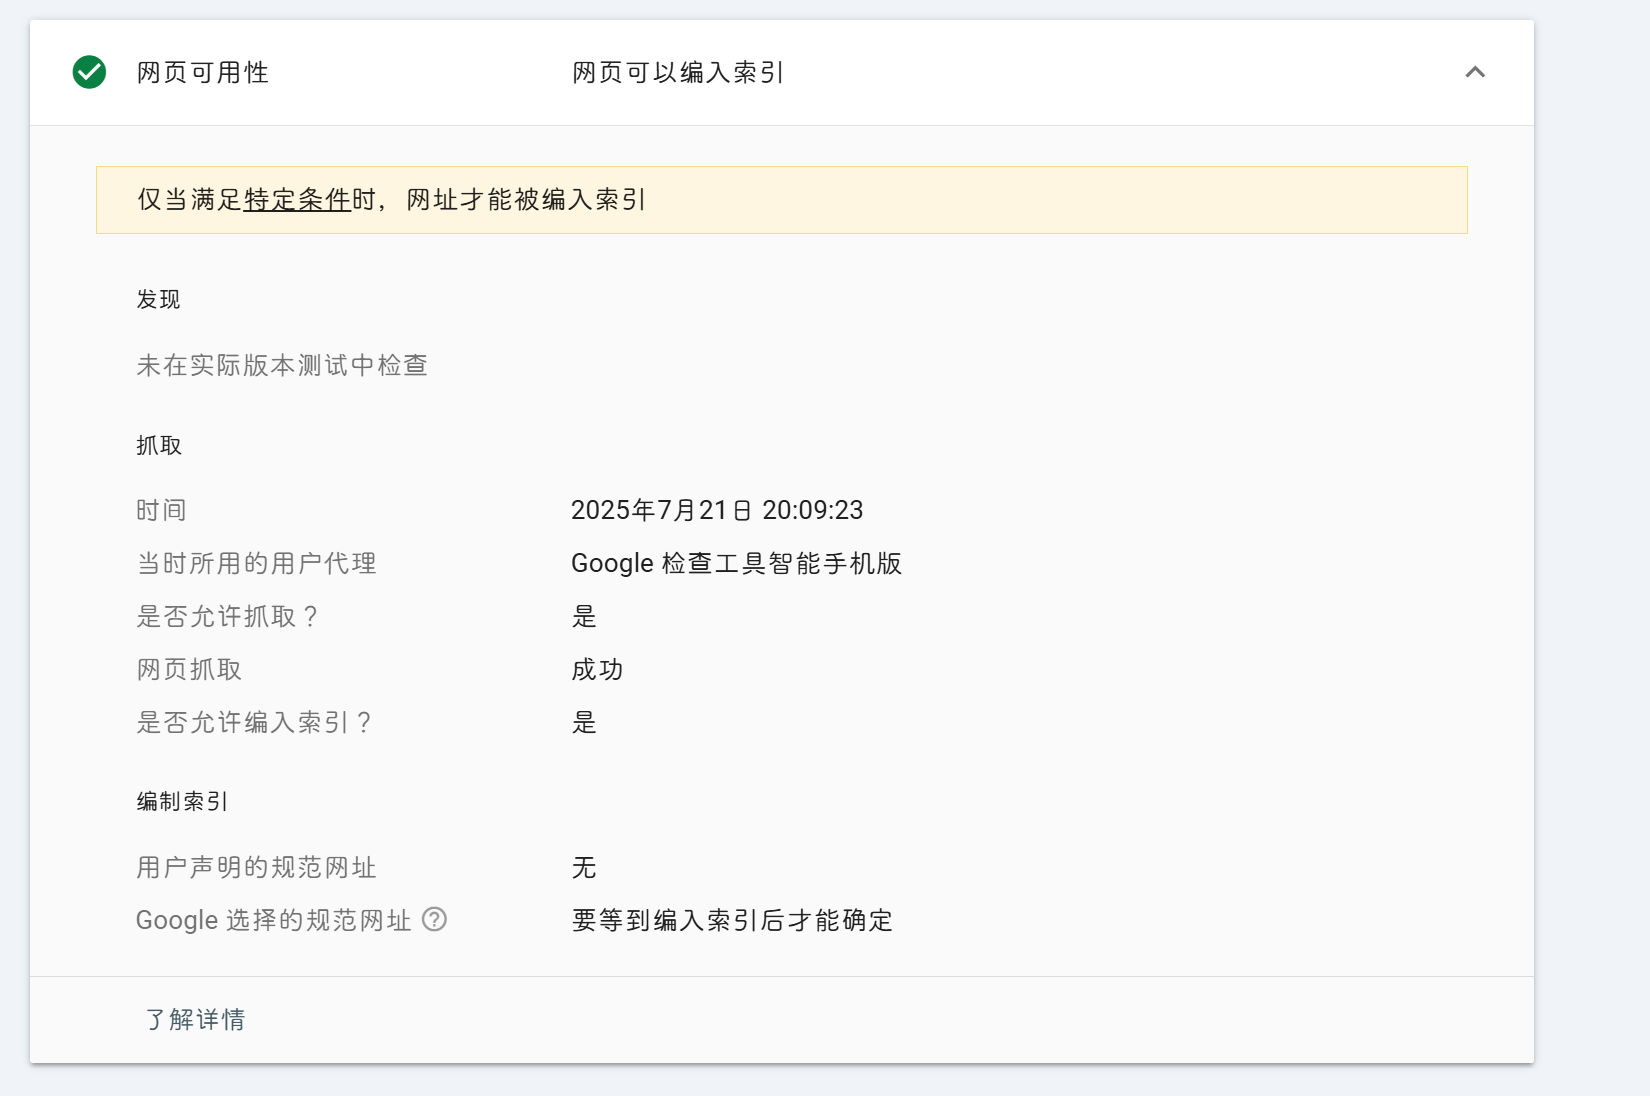 网页可用性 网页可以编入索引
仅当满足特定条件时，网址才能被编入索引
发现
未在实际版本测试中检查
抓取
时间 2025年7月21日 20:09:23
当时所用的用户代理 Google 检查工具智能手机版
是否允许抓取？ 是
网页抓取 成功
是否允许编入索引？ 是
编制索引
用户声明的规范网址 无
Google 选择的规范网址 要等到编入索引后才能确定
了解详情